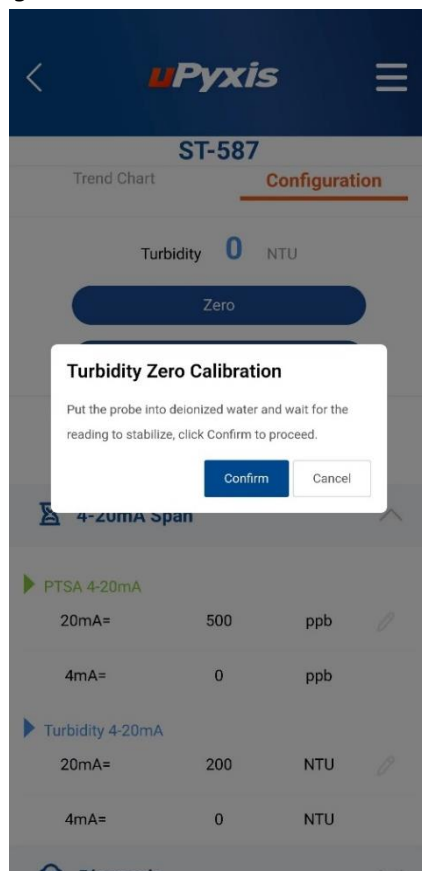 uPyxis
ST-587
Trend Chart Configuration
Turbidity 0 NTU
Zero
Turbidity Zero Calibration
Put the probe into deionized water and wait for the
reading to stabilize, click Confirm to proceed.
Confirm Cancel
4-20mA Span
PTSA 4-20mA
20mA= 500 ppb
4mA= 0 ppb
Turbidity 4-20mA
20mA= 200 NTU
4mA= 0 NTU